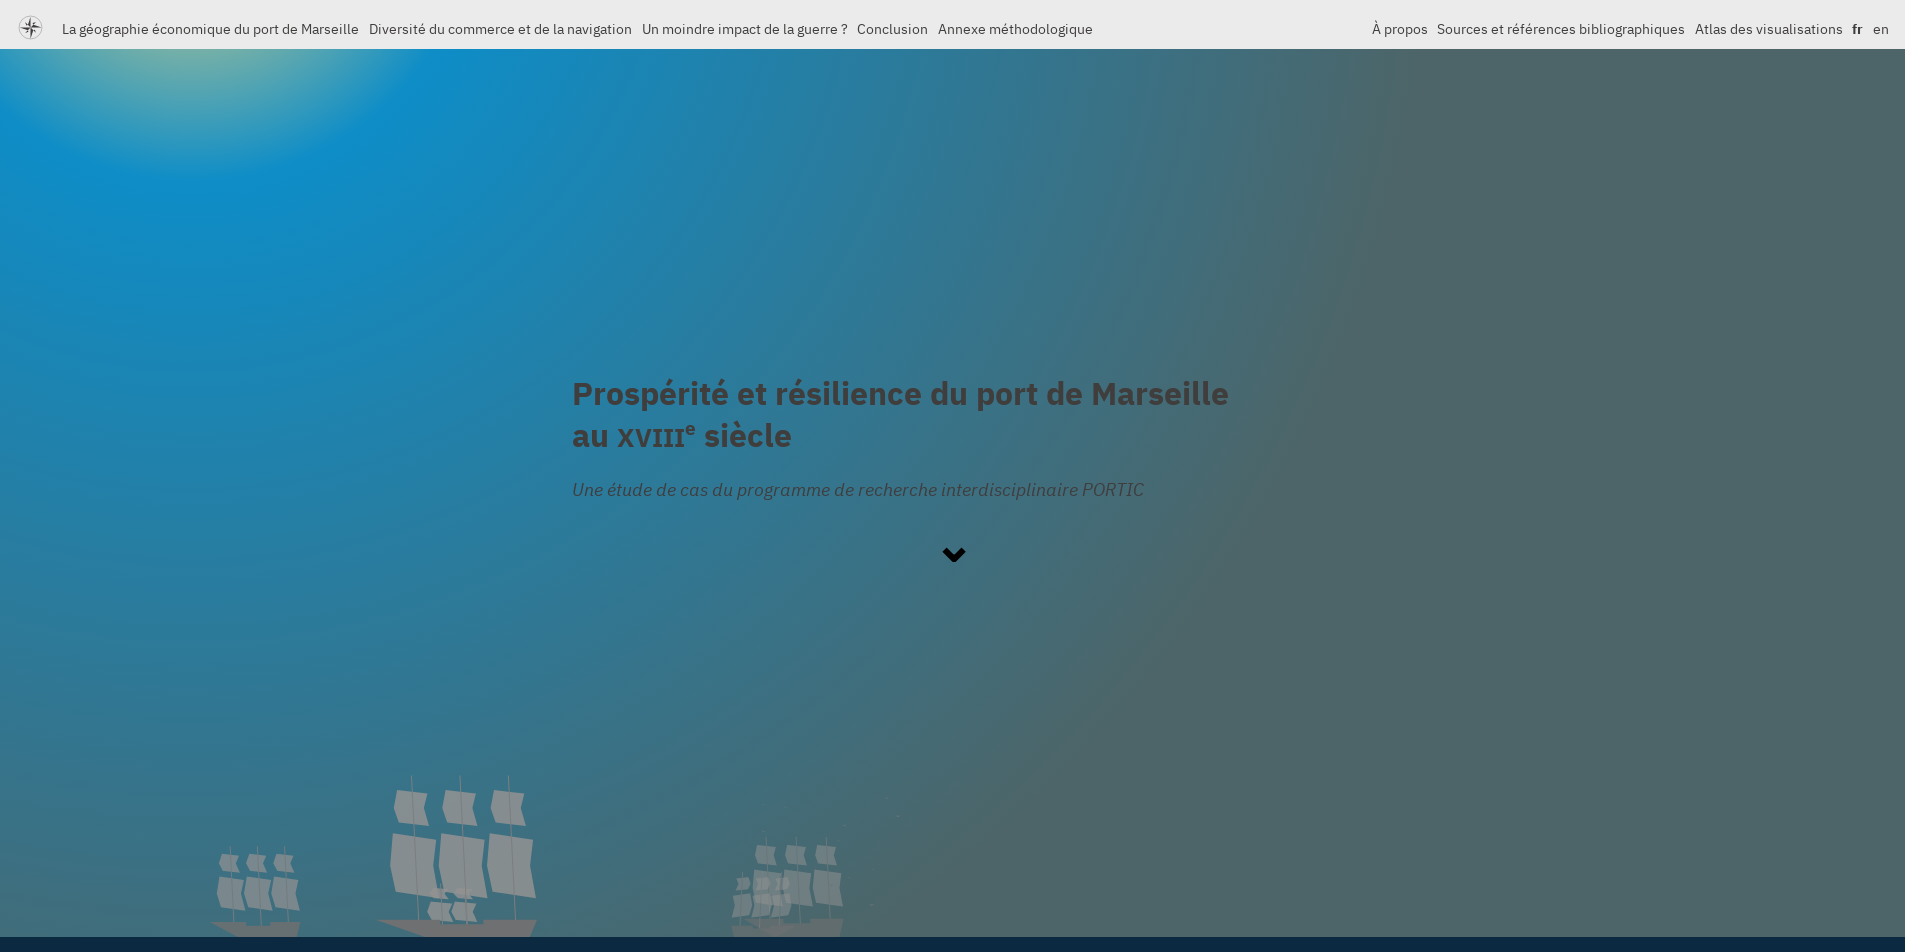 La géographie économique du port de Marseille Diversité du commerce et de la navigation Un moindre impact de la guerre ? Conclusion Annexe méthodologique À propos Sources et références bibliographiques Atlas des visualisations fr en
Prospérité et résilience du port de Marseille
au XVIIIe siècle
Une étude de cas du programme de recherche interdisciplinaire PORTIC